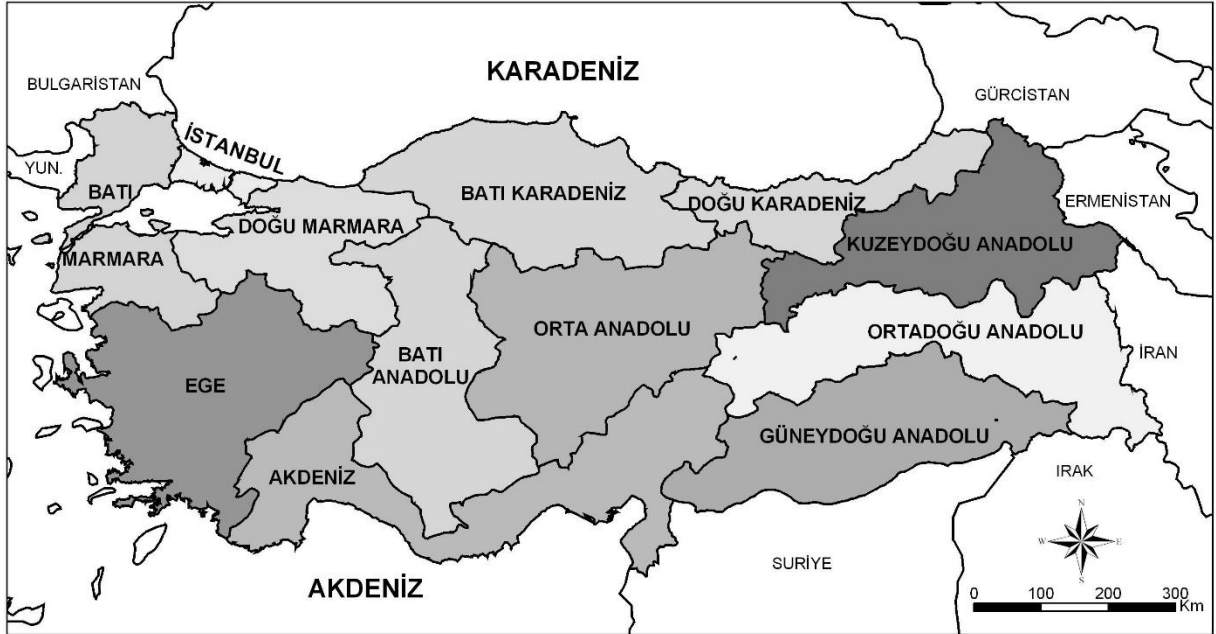 KARADENİZ
BULGARİSTAN
GÜRCİSTAN
İSTANBUL
YUN.
BATI
MARMARA
BATI KARADENİZ
DOĞU KARADENİZ
ERMENİSTAN
DOĞU MARMARA
KUZEYDOĞU ANADOLU
ORTA ANADOLU
ORTADOĞU ANADOLU
İRAN
BATI
ANADOLU
EGE
GÜNEYDOĞU ANADOLU
AKDENİZ
IRAK
SURİYE
AKDENİZ
N
W E
S
0 100 200 300
Km